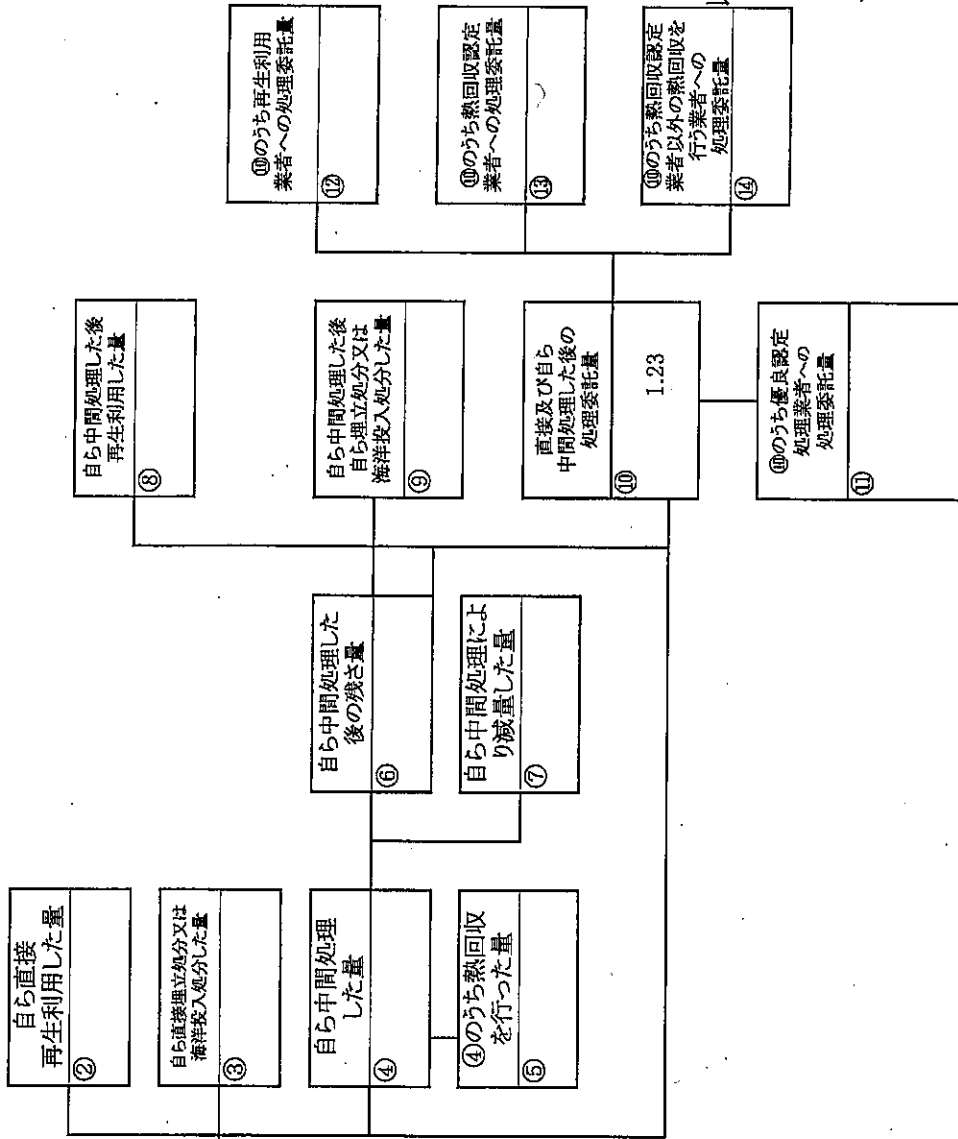 自ら直接
再生利用した量
②
自ら直接埋立処分又は
海洋投入処分した量
③
自ら中間処理
した量
④
④のうち熱回収
を行った量
⑤
自ら中間処理した
後の残さ量
⑥
自ら中間処理によ
り減量した量
⑦
自ら中間処理した後
再生利用した量
⑧
自ら中間処理した後
自ら埋立処分又は
海洋投入処分した量
⑨
直接及び自ら
中間処理した後の
処理委託量
⑩
1.23
⑩のうち優良認定
処理業者への
処理委託量
⑪
⑩のうち再生利用
業者への処理委託量
⑫
⑩のうち熱回収認定
業者への処理委託量
⑬
⑩のうち熱回収認定
業者以外の熱回収を
行う業者への
処理委託量
⑭